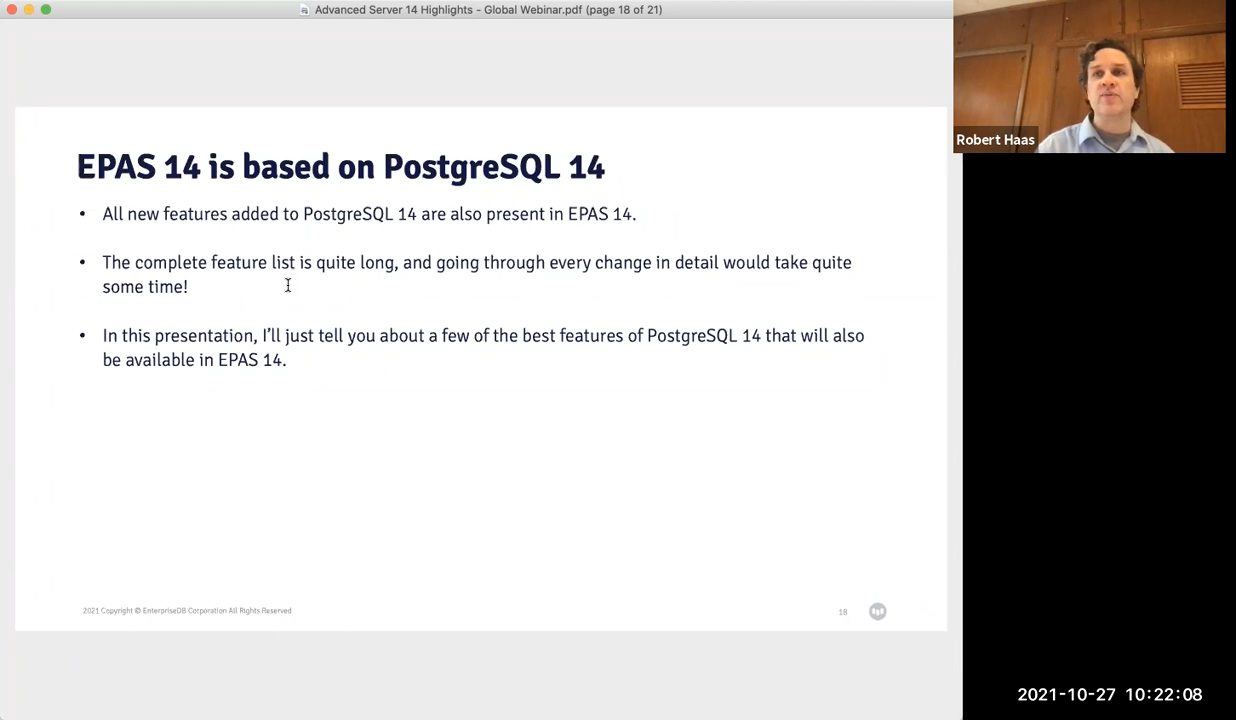 Advanced Server 14 Highlights - Global Webinar.pdf (page 18 of 21)
Robert Haas
EPAS 14 is based on PostgreSQL 14
• All new features added to PostgreSQL 14 are also present in EPAS 14.
• The complete feature list is quite long, and going through every change in detail would take quite
some time!
• In this presentation, I’ll just tell you about a few of the best features of PostgreSQL 14 that will also
be available in EPAS 14.
2021 Copyright © EnterpriseDB Corporation All Rights Reserved
18
2021-10-27 10:22:08